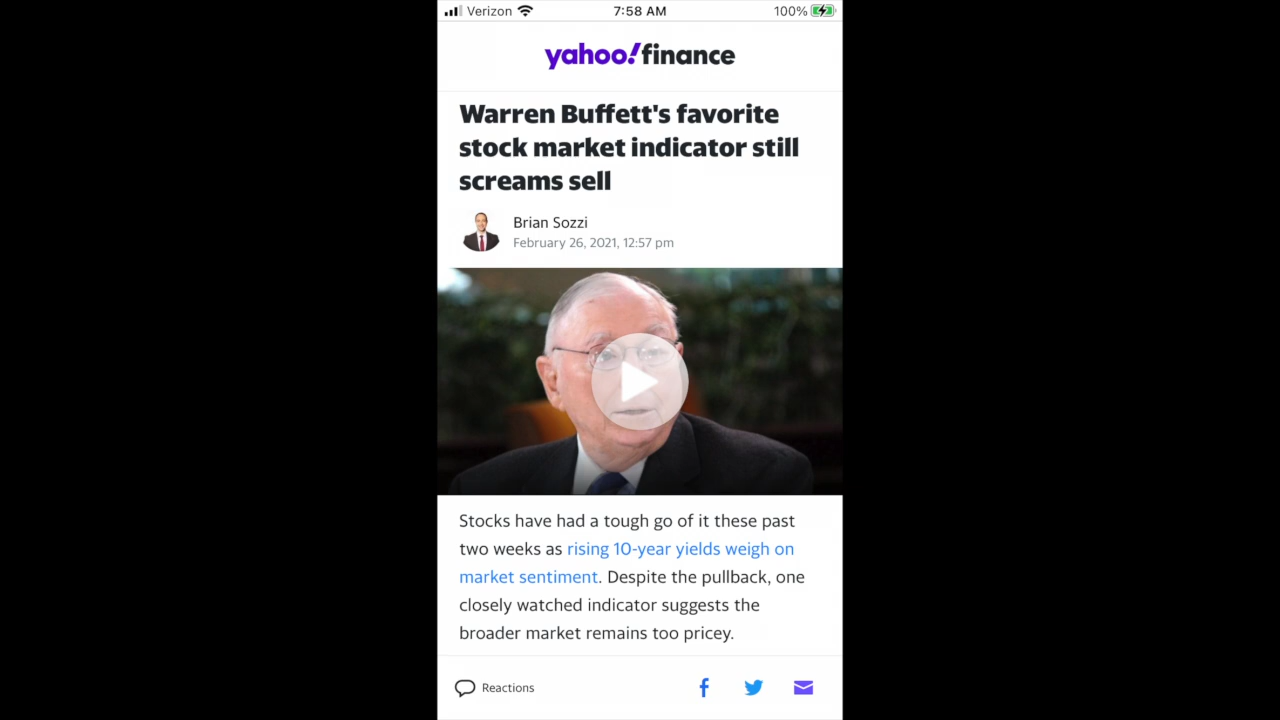 Verizon 7:58 AM 100%
yahoo!finance
Warren Buffett's favorite
stock market indicator still
screams sell
Brian Sozzi
February 26, 2021, 12:57 pm
Stocks have had a tough go of it these past
two weeks as rising 10-year yields weigh on
market sentiment. Despite the pullback, one
closely watched indicator suggests the
broader market remains too pricey.
Reactions